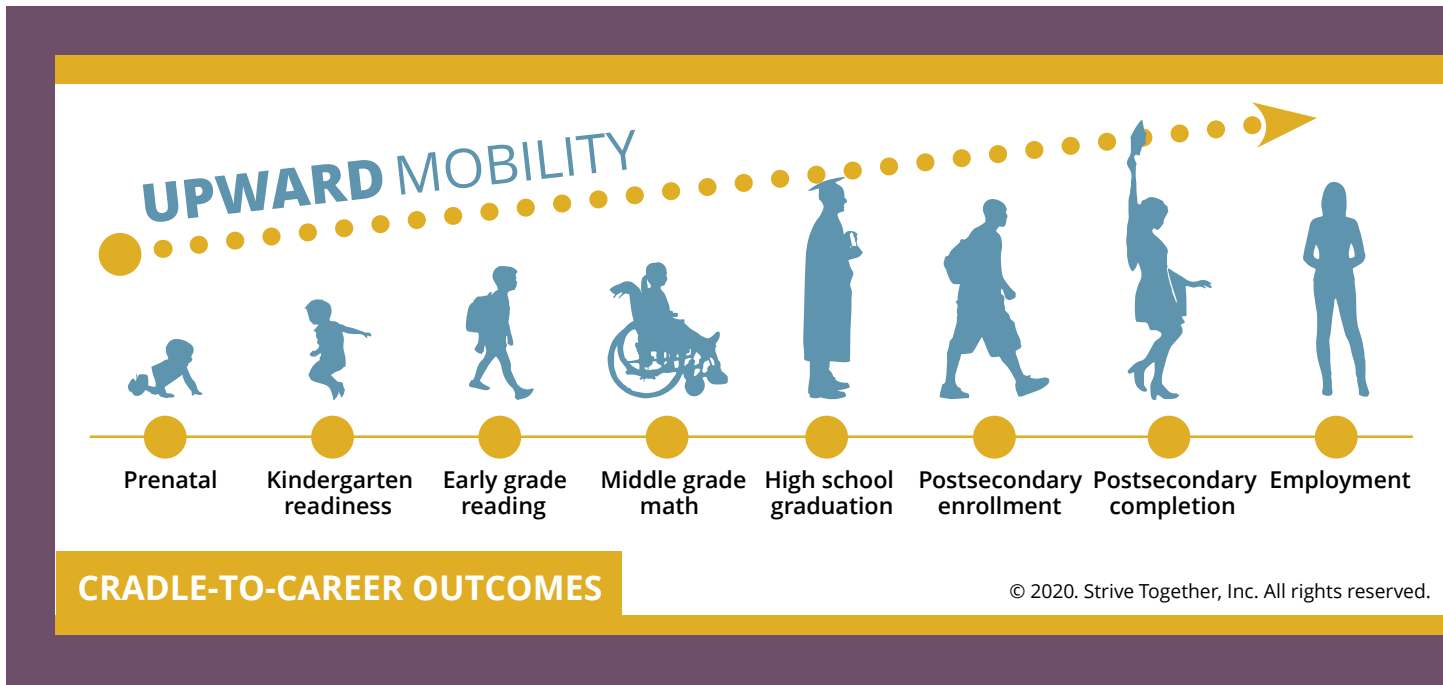 UPWARD MOBILITY
Prenatal
Kindergarten
readiness
Early grade
reading
Middle grade
math
High school
graduation
Postsecondary
enrollment
Postsecondary
completion
Employment
CRADLE-TO-CAREER OUTCOMES
© 2020. Strive Together, Inc. All rights reserved.